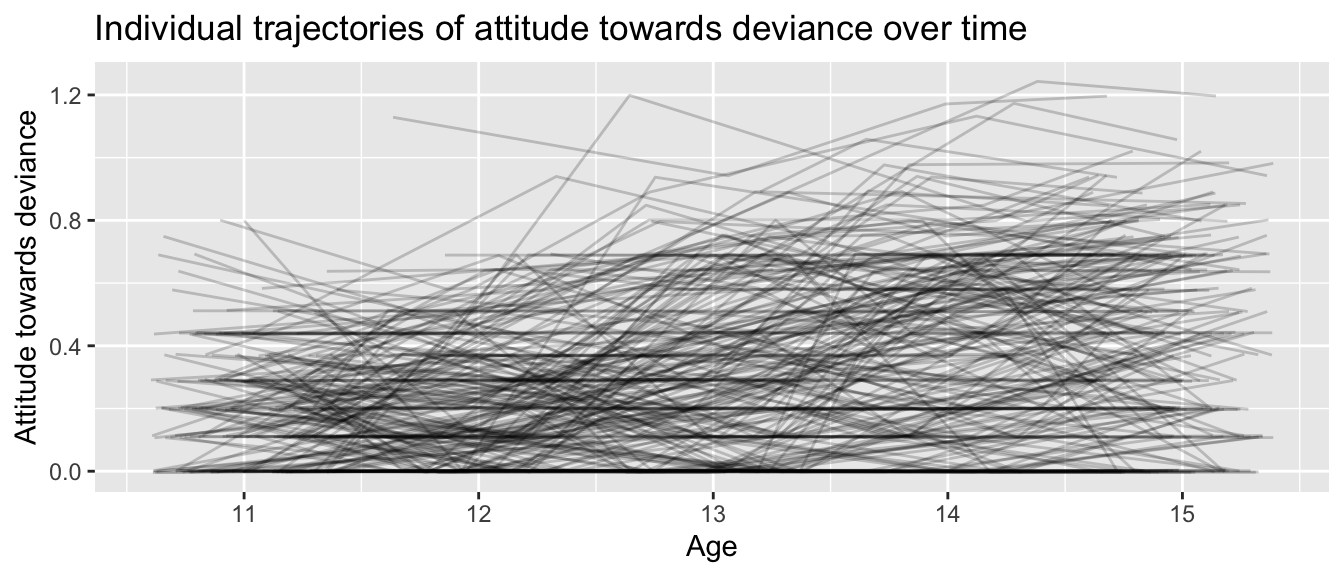 Individual trajectories of attitude towards deviance over time
Attitude towards deviance
1.2
0.8
0.4
0.0
11 12 13 14 15
Age